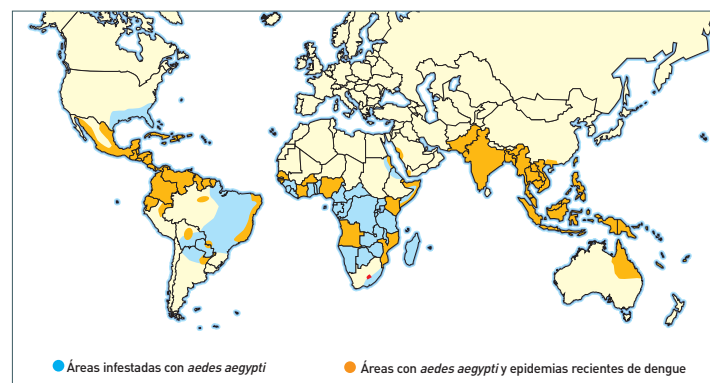 Áreas infestadas con aedes aegypti
Áreas con aedes aegypti y epidemias recientes de dengue